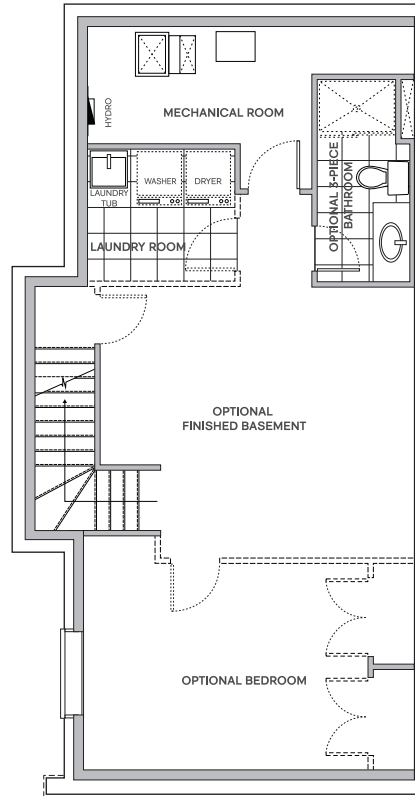 HYDRO
MECHANICAL ROOM
OPTIONAL 3-PIECE
BATHROOM
LAUNDRY
TUB
WASHER
DRYER
LAUNDRY ROOM
OPTIONAL
FINISHED BASEMENT
OPTIONAL BEDROOM